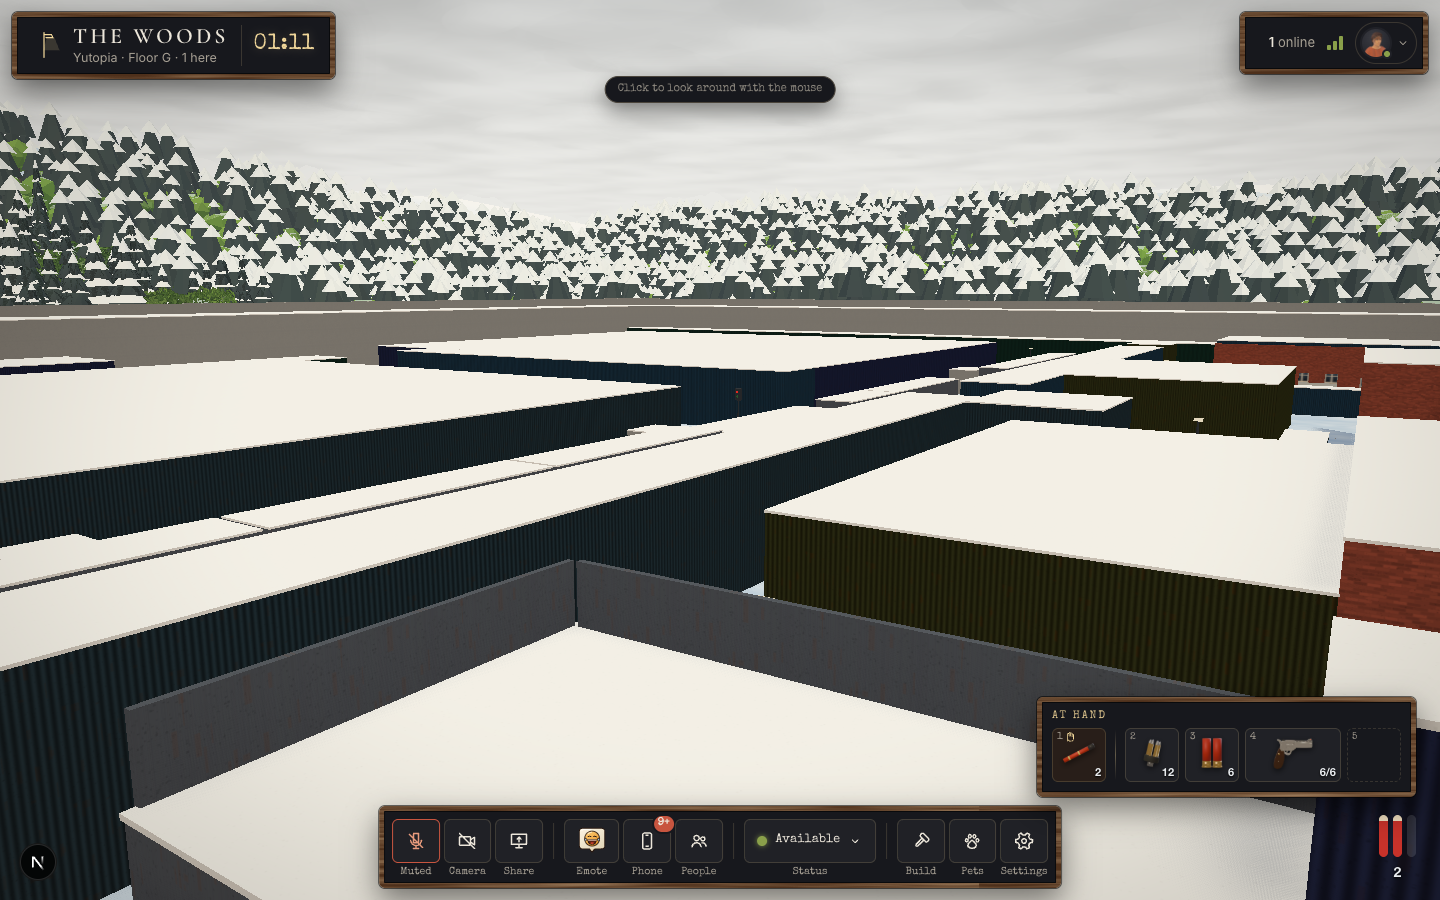 THE WOODS
Yutopia · Floor G · 1 here
01:11
1 online
Click to look around with the mouse
AT HAND
1
2
2
12
3
6
4
6/6
5
9+
Available
Muted
Camera
Share
Emote
Phone
People
Status
Build
Pets
Settings
N
2